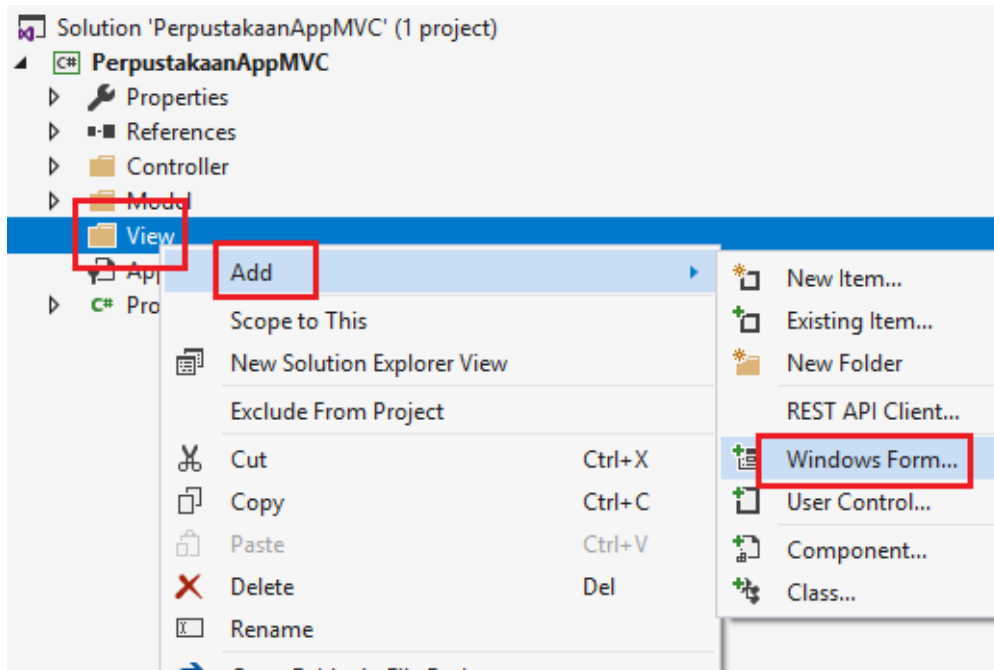 Solution 'PerpustakaanAppMVC' (1 project)
C# PerpustakaanAppMVC
Properties
References
Controller
Model
View
C# Pro
Add
Scope to This
New Solution Explorer View
Exclude From Project
Cut Ctrl+X
Copy Ctrl+C
Paste Ctrl+V
Delete Del
Rename
New Item...
Existing Item...
New Folder
REST API Client...
Windows Form...
User Control...
Component...
Class...